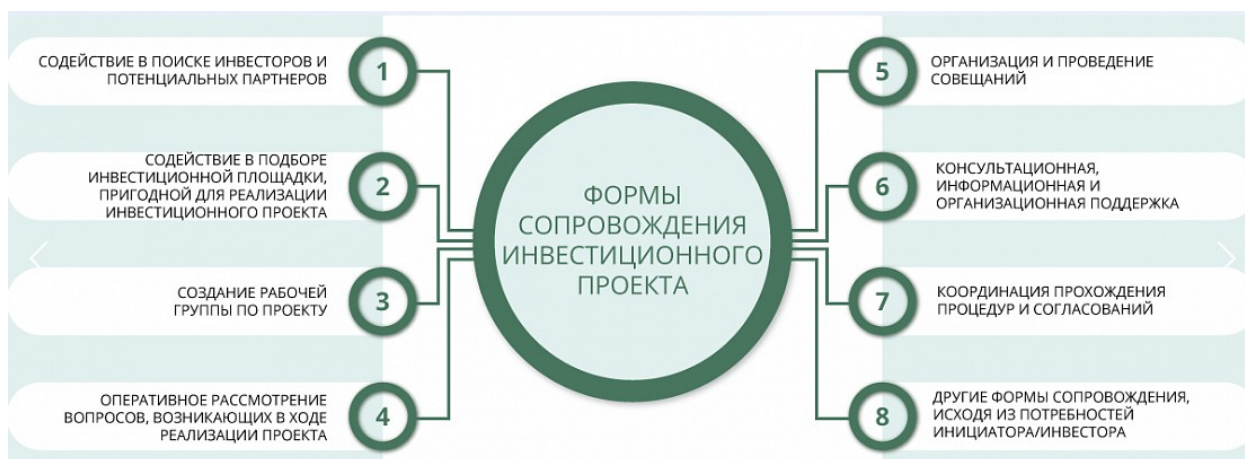 СОДЕЙСТВИЕ В ПОИСКЕ ИНВЕСТОРОВ И
ПОТЕНЦИАЛЬНЫХ ПАРТНЕРОВ
1
СОДЕЙСТВИЕ В ПОДБОРЕ
ИНВЕСТИЦИОННОЙ ПЛОЩАДКИ,
ПРИГОДНОЙ ДЛЯ РЕАЛИЗАЦИИ
ИНВЕСТИЦИОННОГО ПРОЕКТА
2
СОЗДАНИЕ РАБОЧЕЙ
ГРУППЫ ПО ПРОЕКТУ
3
ОПЕРАТИВНОЕ РАССМОТРЕНИЕ
ВОПРОСОВ, ВОЗНИКАЮЩИХ В ХОДЕ
РЕАЛИЗАЦИИ ПРОЕКТА
4
ФОРМЫ
СОПРОВОЖДЕНИЯ
ИНВЕСТИЦИОННОГО
ПРОЕКТА
5
ОРГАНИЗАЦИЯ И ПРОВЕДЕНИЕ
СОВЕЩАНИЙ
6
КОНСУЛЬТАЦИОННАЯ,
ИНФОРМАЦИОННАЯ И
ОРГАНИЗАЦИОННАЯ ПОДДЕРЖКА
7
КООРДИНАЦИЯ ПРОХОЖДЕНИЯ
ПРОЦЕДУР И СОГЛАСОВАНИЙ
8
ДРУГИЕ ФОРМЫ СОПРОВОЖДЕНИЯ,
ИСХОДЯ ИЗ ПОТРЕБНОСТЕЙ
ИНИЦИАТОРА/ИНВЕСТОРА